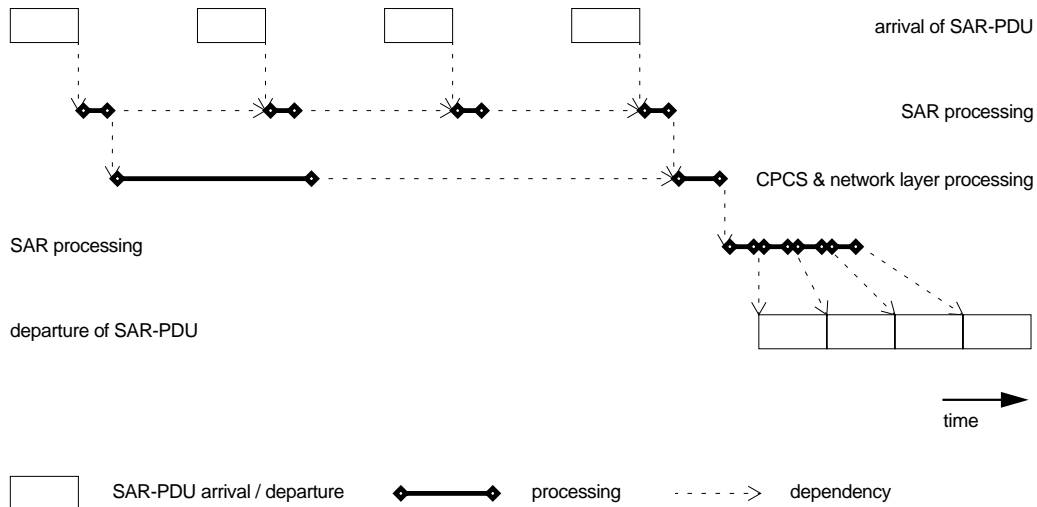 arrival of SAR-PDU
SAR processing
CPCS & network layer processing
SAR processing
departure of SAR-PDU
time
SAR-PDU arrival / departure
processing
dependency